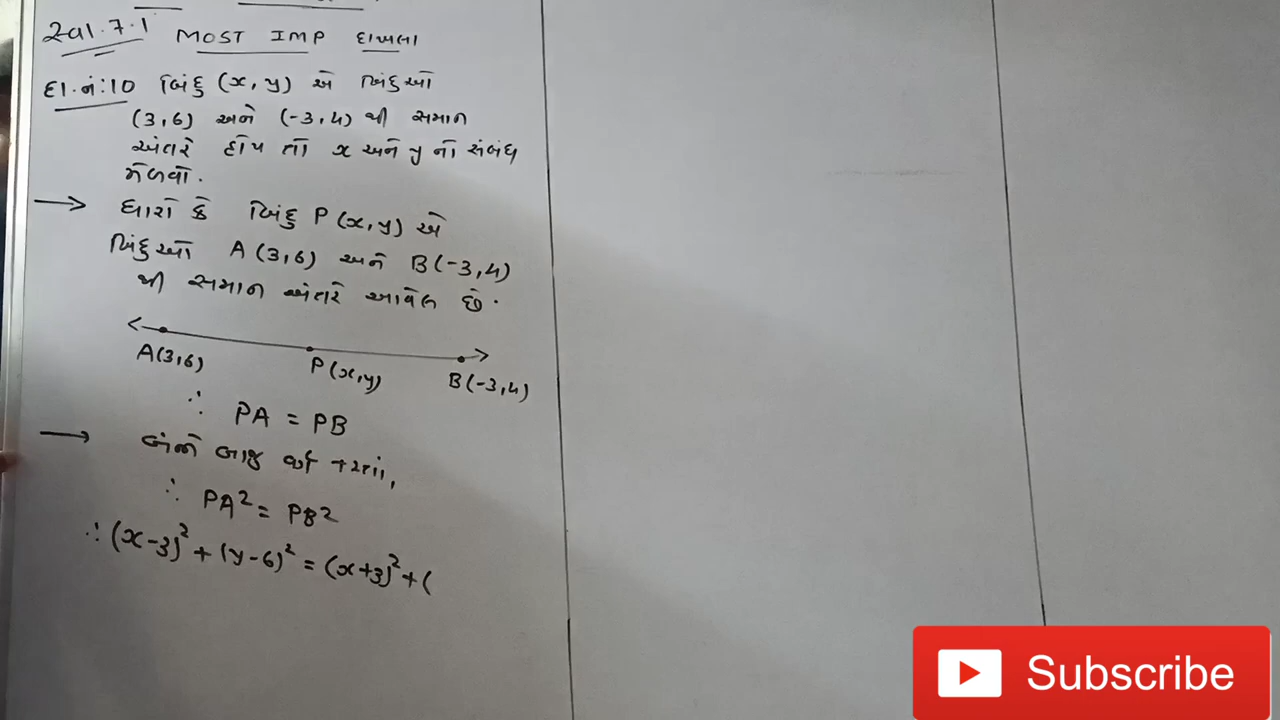 સ્વા.7.1 MOST IMP દાખલા
દા.નં:10 બિંદુ (x, y) એ બિંદુઓ
(3,6) અને (-3,4) થી સમાન
અંતરે હોય તો x અને y નો સંબંધ
મેળવો.
→ ધારો કે બિંદુ P(x,y) એ
બિંદુઓ A(3,6) અને B(-3,4)
થી સમાન અંતરે આવેલ છે.
A(3,6) P(x,y) B(-3,4)
∴ PA = PB
→ બંને બાજુ વર્ગ કરતાં,
∴ PA² = PB²
∴ (x-3)² + (y-6)² = (x+3)² + (
Subscribe